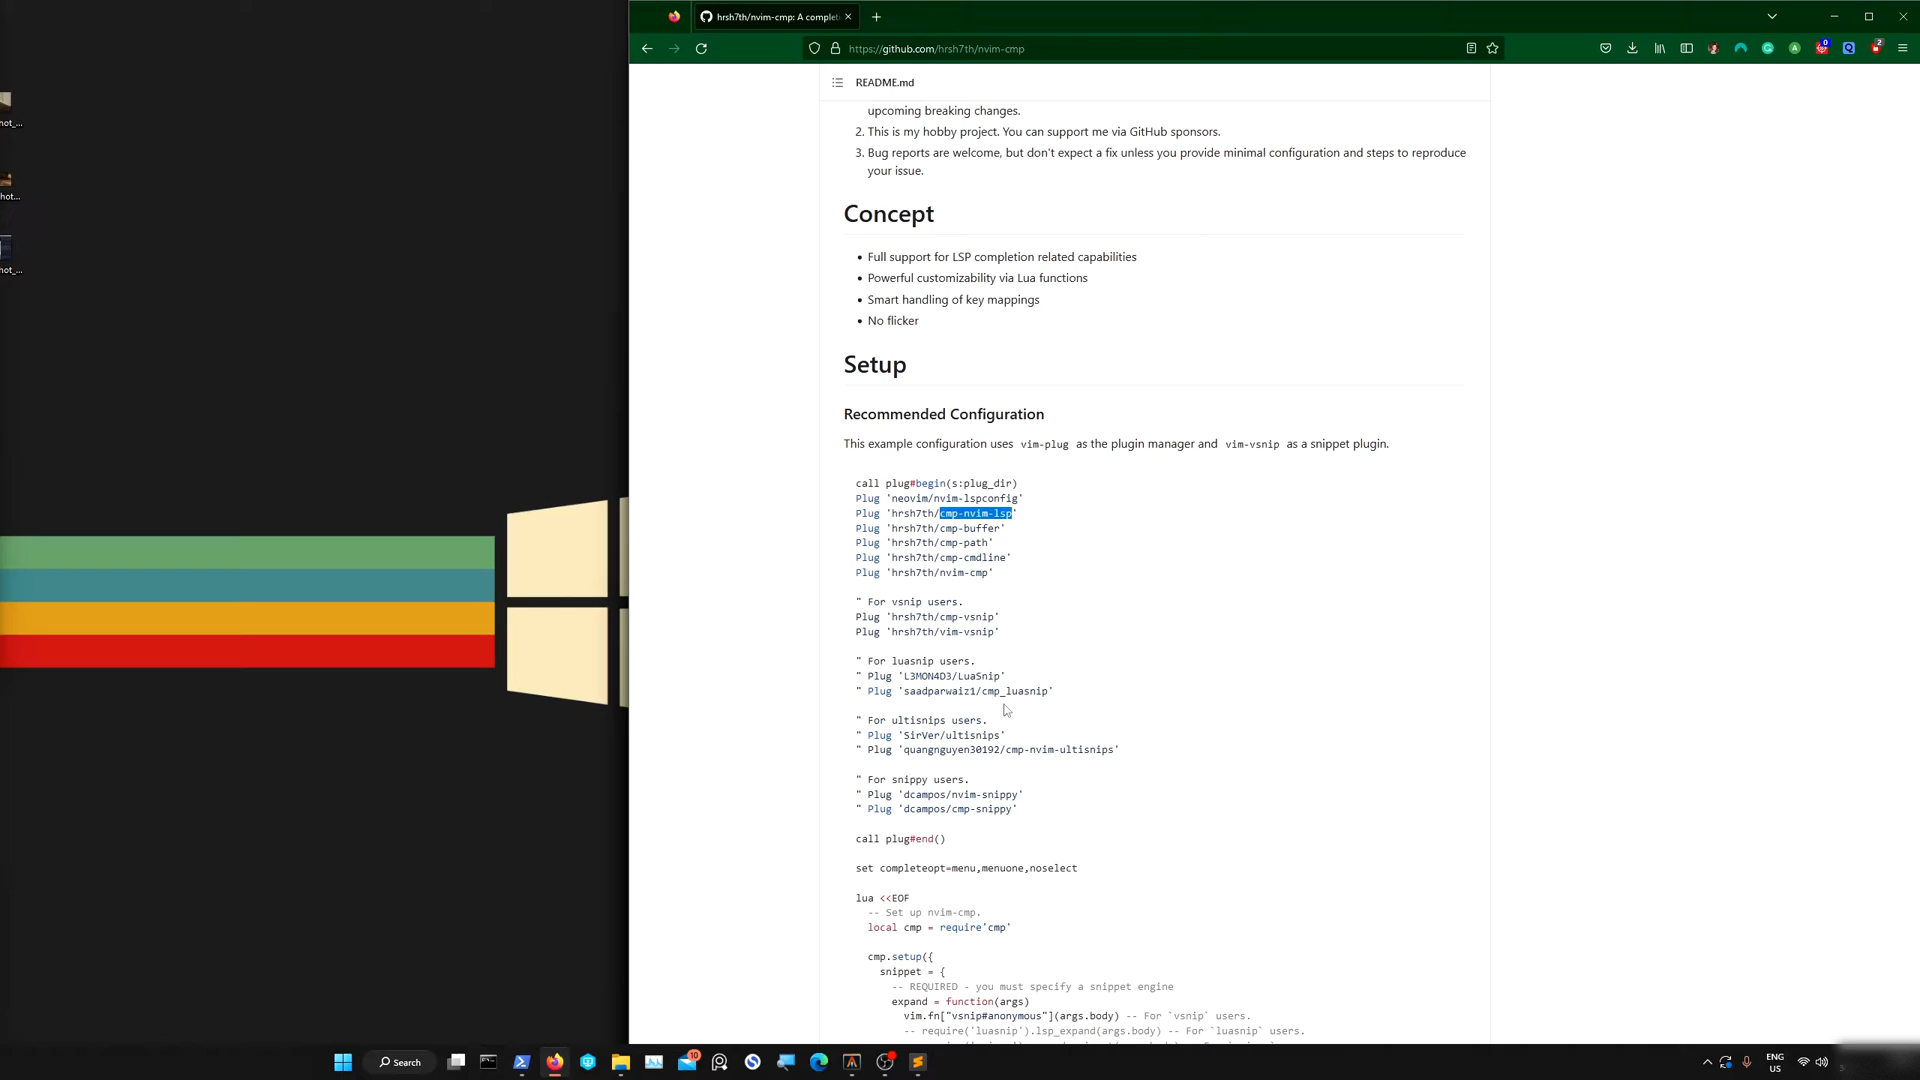 hrsh7th/nvim-cmp: A complet
https://github.com/hrsh7th/nvim-cmp
0
2
README.md
upcoming breaking changes.
2. This is my hobby project. You can support me via GitHub sponsors.
3. Bug reports are welcome, but don't expect a fix unless you provide minimal configuration and steps to reproduce
your issue.
hot_...
hot...
hot_...
Concept
• Full support for LSP completion related capabilities
• Powerful customizability via Lua functions
• Smart handling of key mappings
• No flicker
Setup
Recommended Configuration
This example configuration uses vim-plug as the plugin manager and vim-vsnip as a snippet plugin.
call plug#begin(s:plug_dir)
Plug 'neovim/nvim-lspconfig'
Plug 'hrsh7th/cmp-nvim-lsp'
Plug 'hrsh7th/cmp-buffer'
Plug 'hrsh7th/cmp-path'
Plug 'hrsh7th/cmp-cmdline'
Plug 'hrsh7th/nvim-cmp'
" For vsnip users.
Plug 'hrsh7th/cmp-vsnip'
Plug 'hrsh7th/vim-vsnip'
" For luasnip users.
" Plug 'L3MON4D3/LuaSnip'
" Plug 'saadparwaiz1/cmp_luasnip'
" For ultisnips users.
" Plug 'SirVer/ultisnips'
" Plug 'quangnguyen30192/cmp-nvim-ultisnips'
" For snippy users.
" Plug 'dcampos/nvim-snippy'
" Plug 'dcampos/cmp-snippy'
call plug#end()
set completeopt=menu,menuone,noselect
lua <<EOF
-- Set up nvim-cmp.
local cmp = require'cmp'
cmp.setup({
snippet = {
-- REQUIRED - you must specify a snippet engine
expand = function(args)
vim.fn["vsnip#anonymous"](args.body) -- For `vsnip` users.
-- require('luasnip').lsp_expand(args.body) -- For `luasnip` users.
Search
10
ENG
US